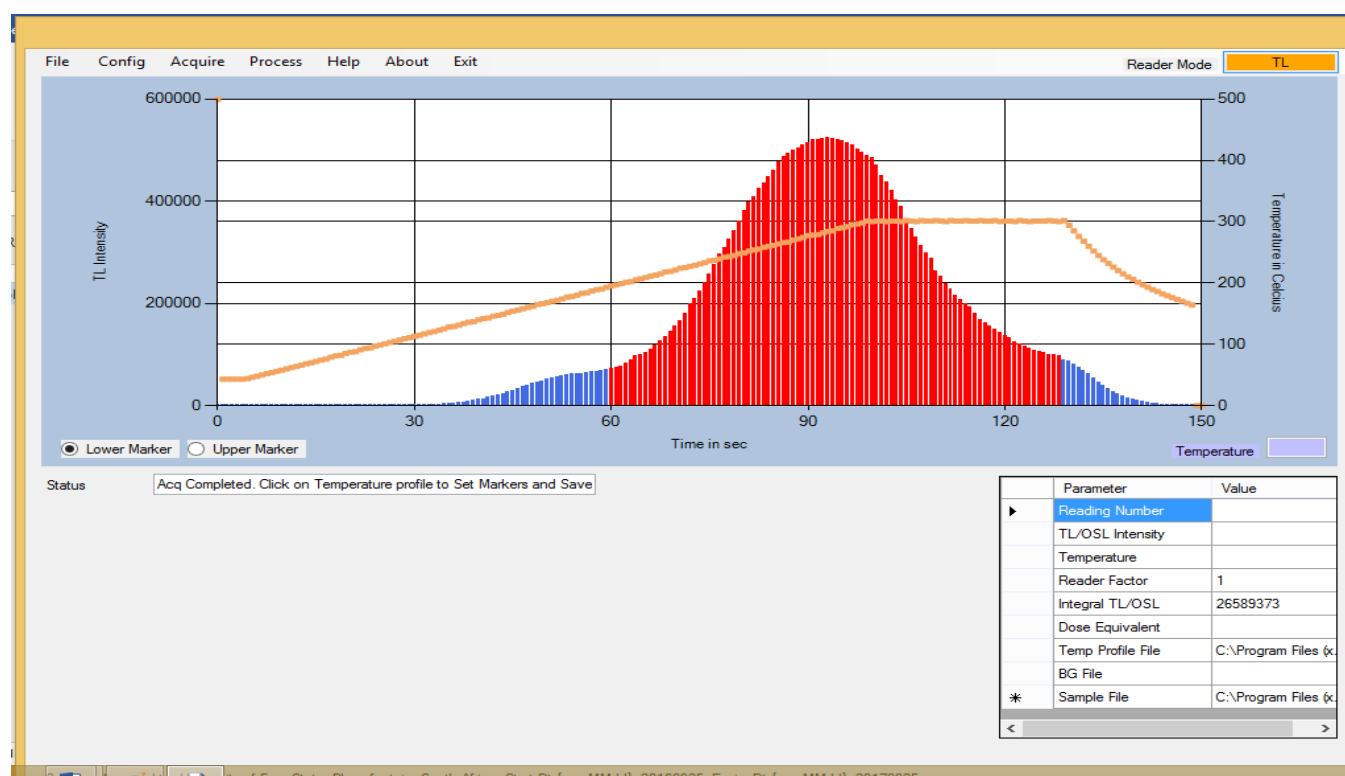 File Config Acquire Process Help About Exit
Reader Mode TL
600000 500
400
400000
300
200000 200
100
0 0
0 30 60 90 120 150
TL Intensity
Temperature in Celcius
Time in sec
Lower Marker Upper Marker
Temperature
Status Acq Completed. Click on Temperature profile to Set Markers and Save
Parameter Value
Reading Number
TL/OSL Intensity
Temperature
Reader Factor 1
Integral TL/OSL 26589373
Dose Equivalent
Temp Profile File C:\Program Files (x.
BG File
Sample File C:\Program Files (x.